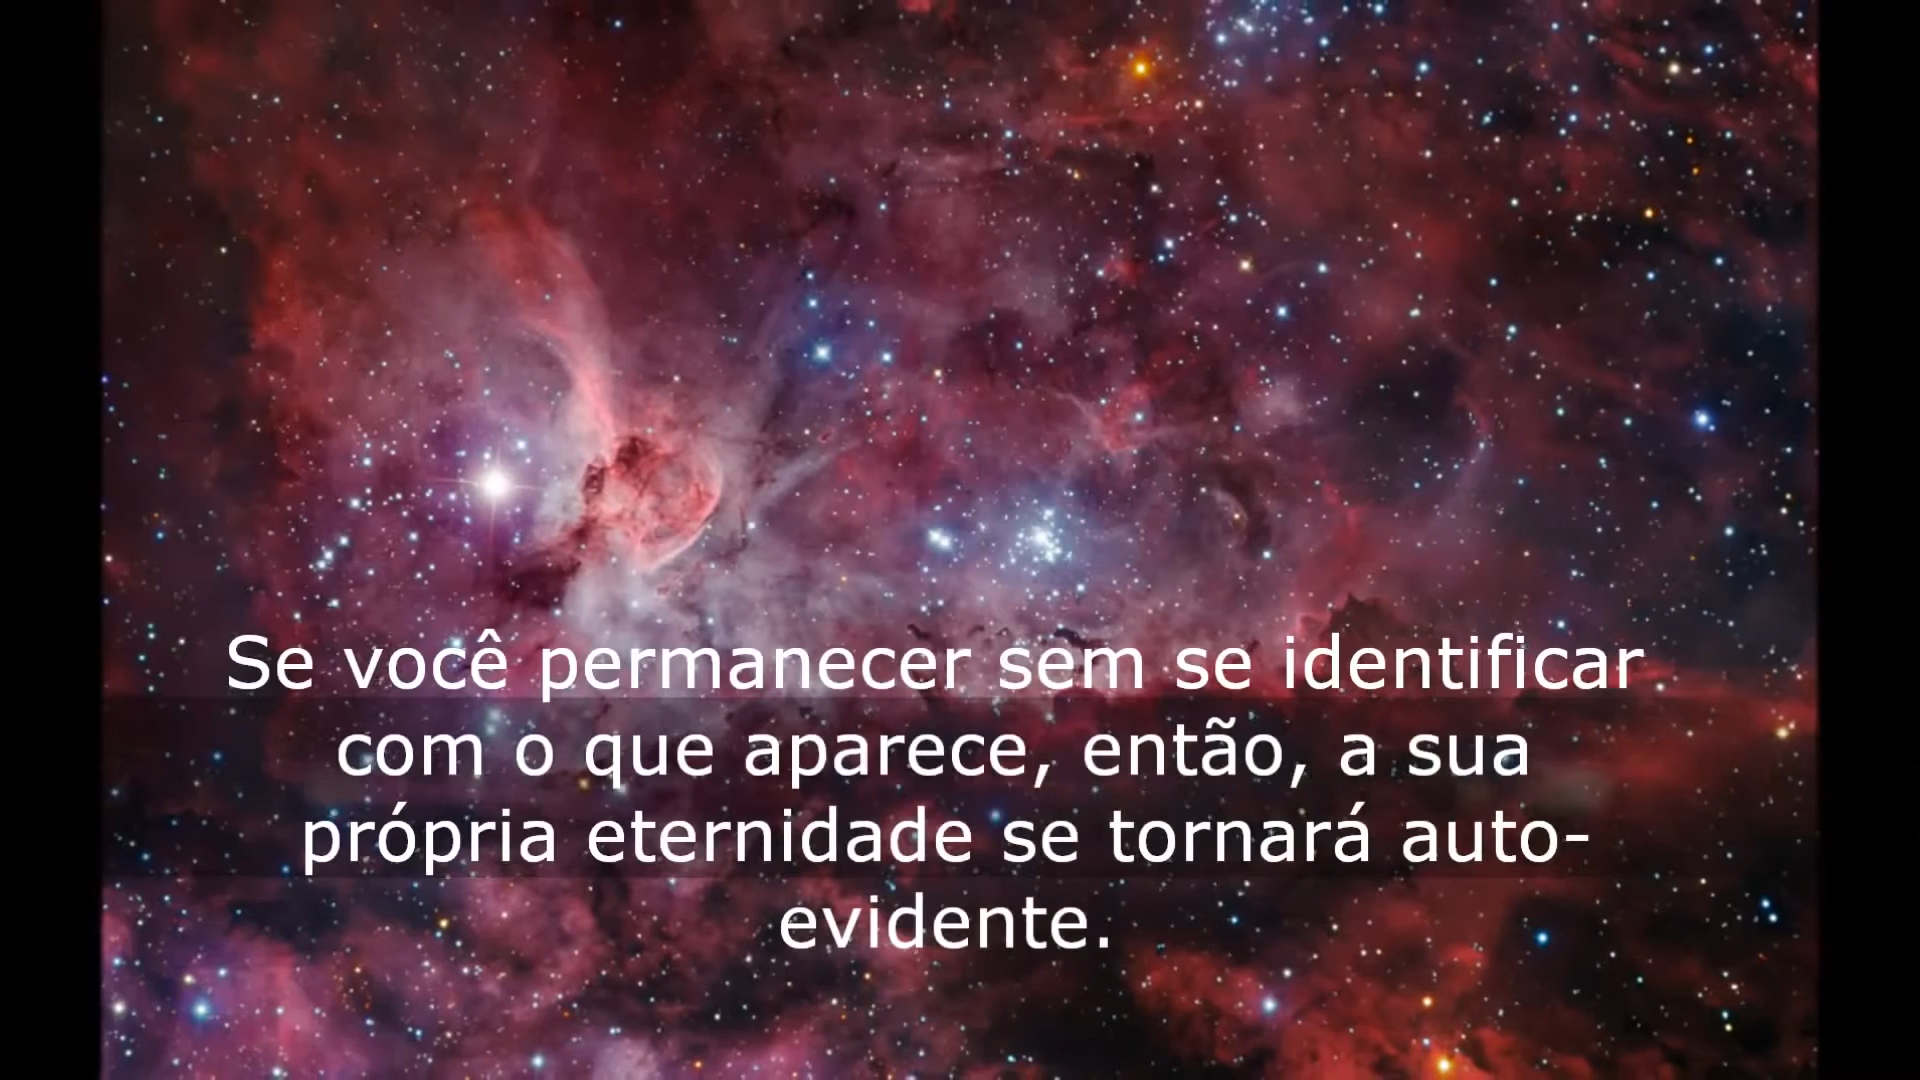 Se você permanecer sem se identificar
com o que aparece, então, a sua
própria eternidade se tornará auto-
evidente.